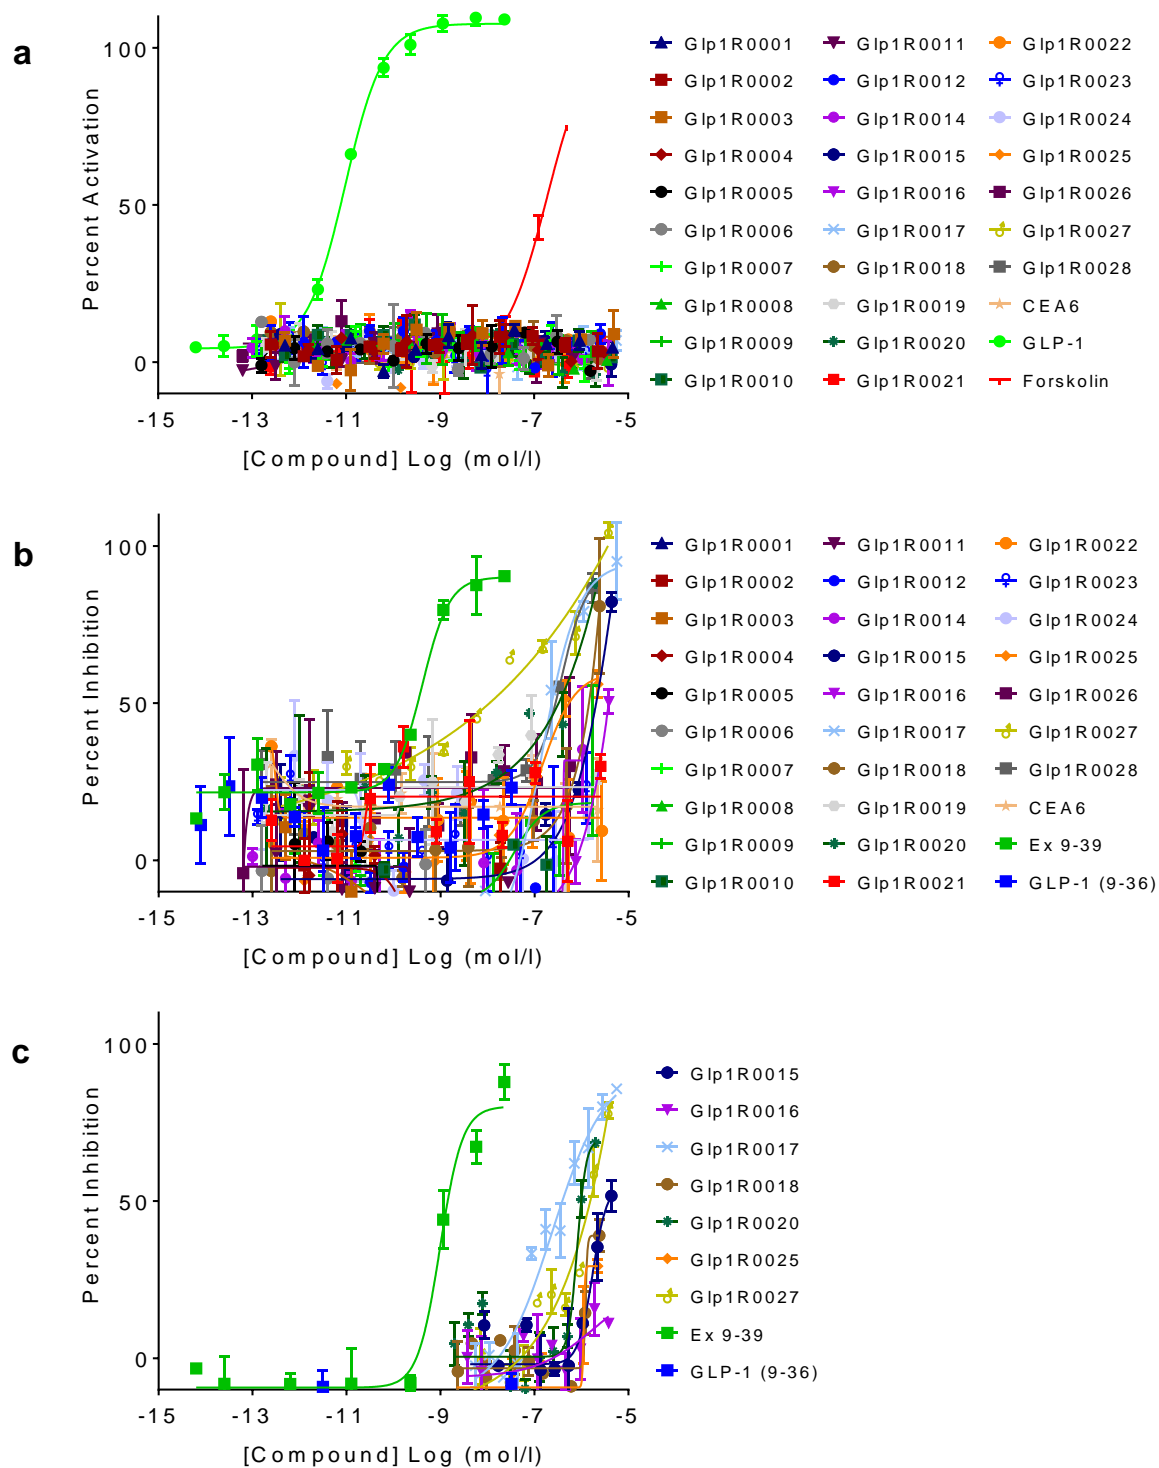 a
100
50
0
-15 -13 -11 -9 -7 -5
Percent Activation
[Compound] Log (mol/l)
Glp1R0001 Glp1R0011 Glp1R0022
Glp1R0002 Glp1R0012 Glp1R0023
Glp1R0003 Glp1R0014 Glp1R0024
Glp1R0004 Glp1R0015 Glp1R0025
Glp1R0005 Glp1R0016 Glp1R0026
Glp1R0006 Glp1R0017 Glp1R0027
Glp1R0007 Glp1R0018 Glp1R0028
Glp1R0008 Glp1R0019 CEA6
Glp1R0009 Glp1R0020 GLP-1
Glp1R0010 Glp1R0021 Forskolin
b
100
50
0
-15 -13 -11 -9 -7 -5
Percent Inhibition
[Compound] Log (mol/l)
Glp1R0001 Glp1R0011 Glp1R0022
Glp1R0002 Glp1R0012 Glp1R0023
Glp1R0003 Glp1R0014 Glp1R0024
Glp1R0004 Glp1R0015 Glp1R0025
Glp1R0005 Glp1R0016 Glp1R0026
Glp1R0006 Glp1R0017 Glp1R0027
Glp1R0007 Glp1R0018 Glp1R0028
Glp1R0008 Glp1R0019 CEA6
Glp1R0009 Glp1R0020 Ex 9-39
Glp1R0010 Glp1R0021 GLP-1 (9-36)
c
100
50
0
-15 -13 -11 -9 -7 -5
Percent Inhibition
[Compound] Log (mol/l)
Glp1R0015
Glp1R0016
Glp1R0017
Glp1R0018
Glp1R0020
Glp1R0025
Glp1R0027
Ex 9-39
GLP-1 (9-36)